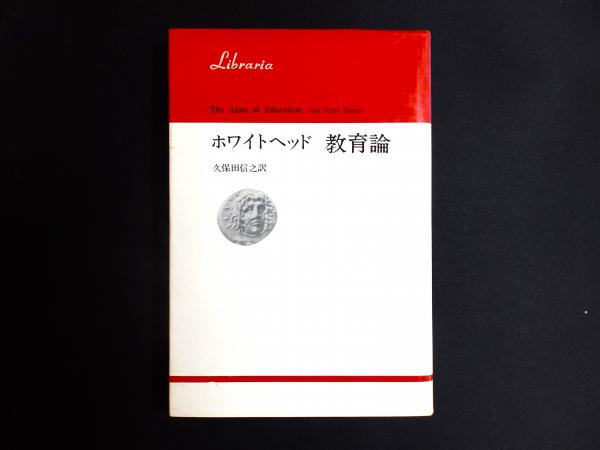 Libraria
The Aims of Education And Other Essays
ホワイトヘッド 教育論
久保田信之訳